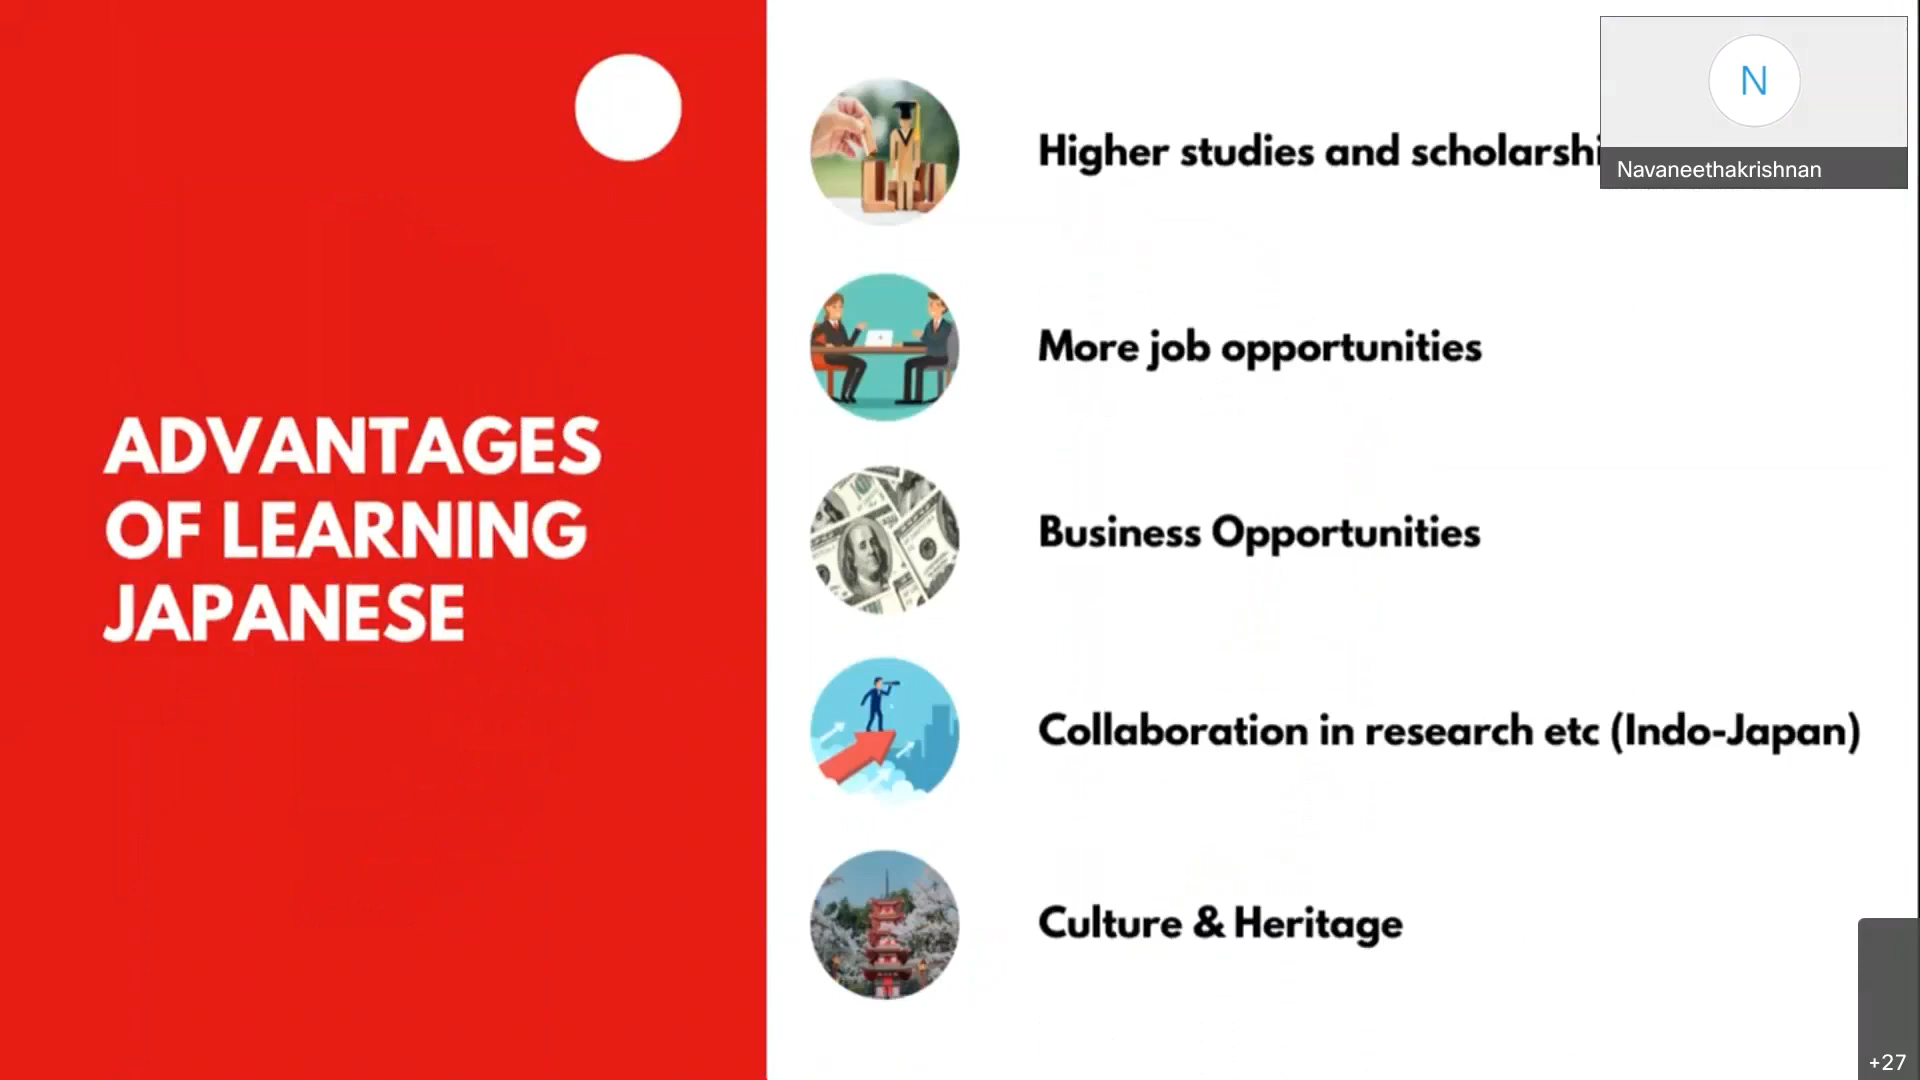 ADVANTAGES
OF LEARNING
JAPANESE
Higher studies and
More job opportunities
Business Opportunities
Collaboration in research etc (Indo-Japan)
Culture & Heritage
N
Navaneethakrishnan
+27